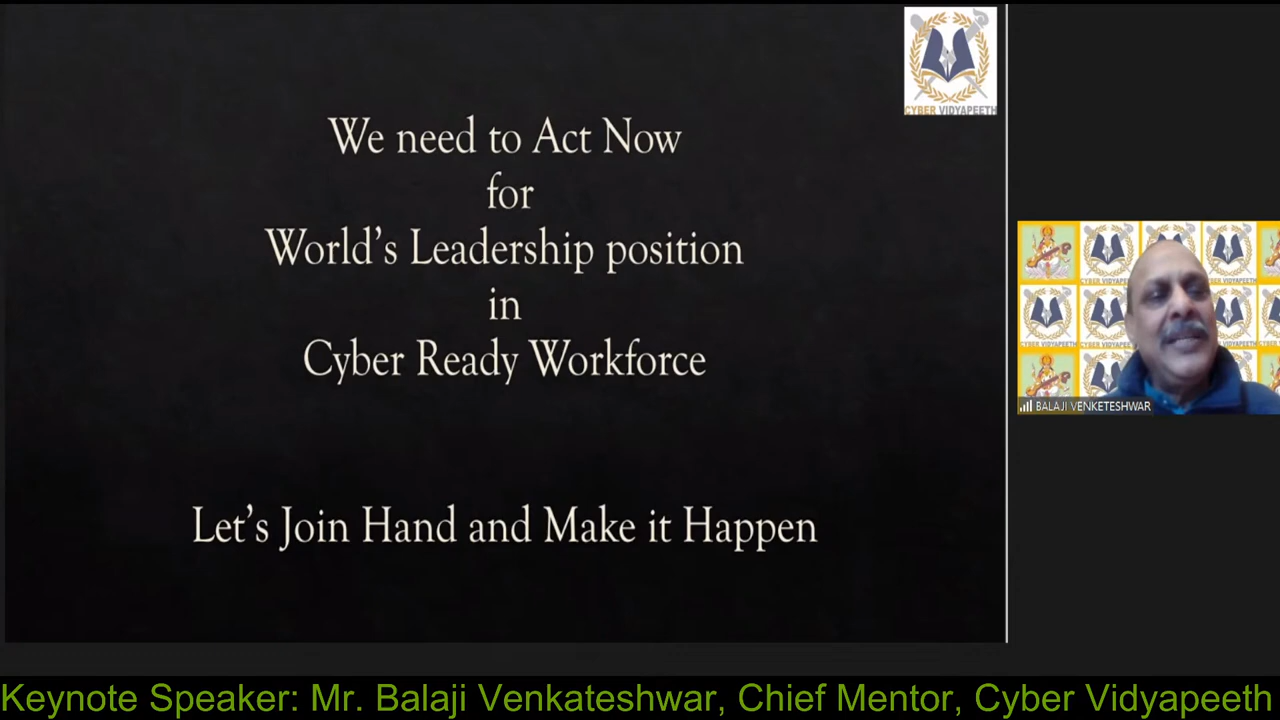 CYBER VIDYAPEETH
We need to Act Now
for
World's Leadership position
in
Cyber Ready Workforce
Let's Join Hand and Make it Happen
BALAJI VENKETESHWAR
Keynote Speaker: Mr. Balaji Venkateshwar, Chief Mentor, Cyber Vidyapeeth